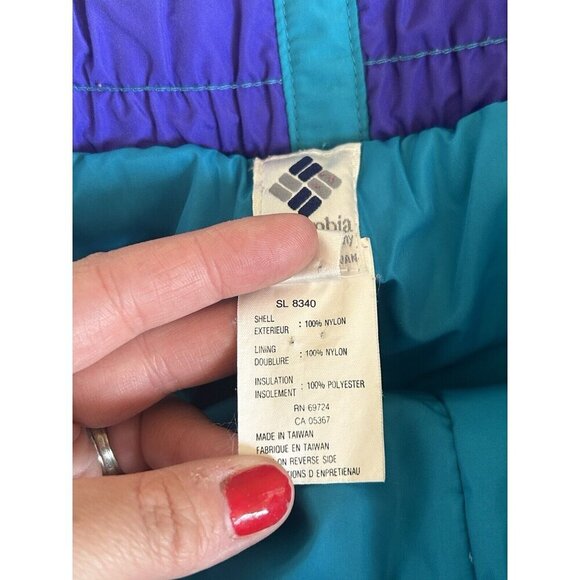 SL 8340
SHELL
EXTERIEUR : 100% NYLON
LINING
DOUBLURE : 100% NYLON
INSULATION
INSOLEMENT : 100% POLYESTER
RN 69724
CA 05367
MADE IN TAIWAN
FABRIQUE EN TAIWAN
ON REVERSE SIDE
D ENPRETIENAU